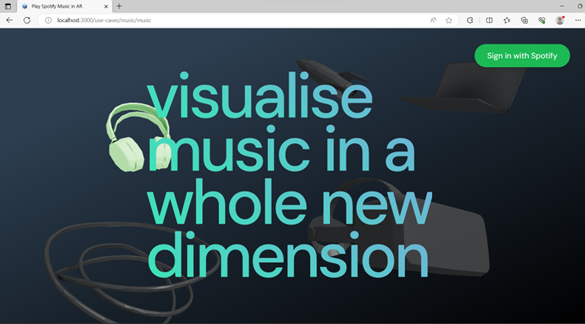 Play Spotify Music in AR
localhost:3000/use-cases/music/music
Sign in with Spotify
visualise
music in a
whole new
dimension